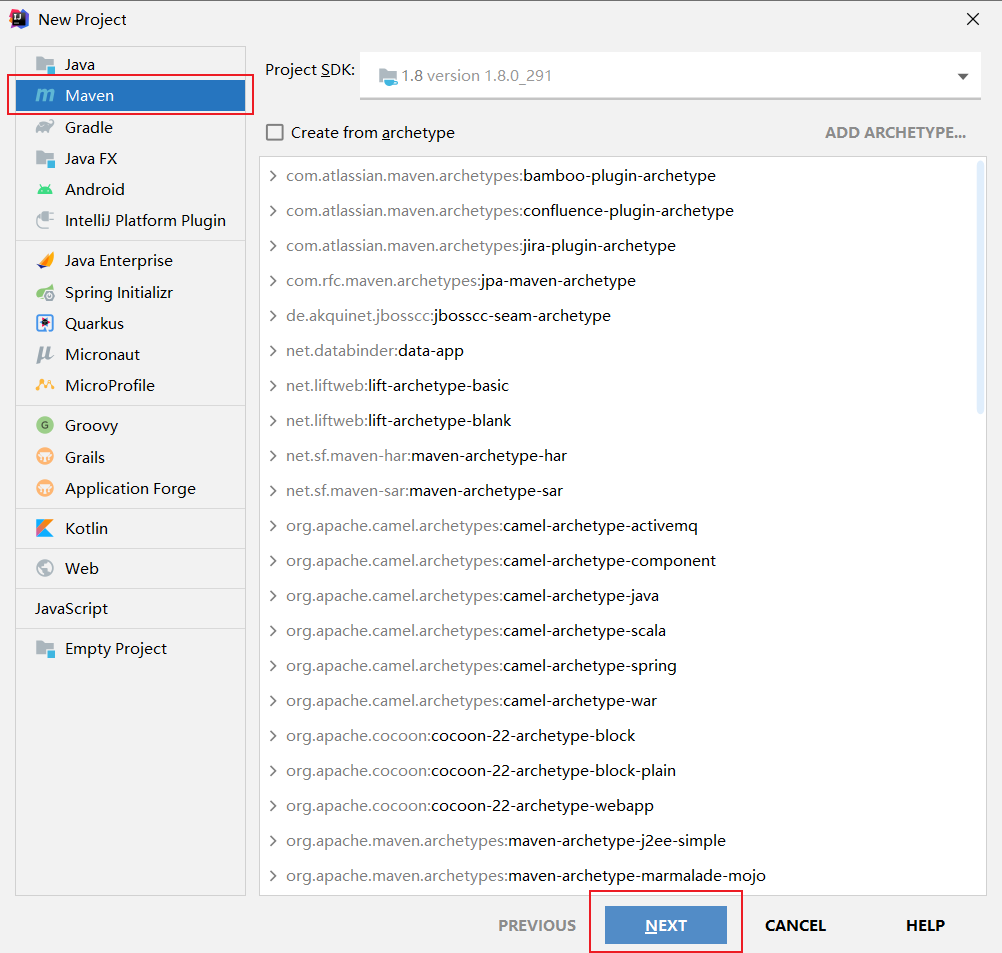 New Project
Java
Maven
Gradle
Java FX
Android
IntelliJ Platform Plugin
Java Enterprise
Spring Initializr
Quarkus
Micronaut
MicroProfile
Groovy
Grails
Application Forge
Kotlin
Web
JavaScript
Empty Project
Project SDK: 1.8 version 1.8.0_291
Create from archetype ADD ARCHETYPE...
com.atlassian.maven.archetypes:bamboo-plugin-archetype
com.atlassian.maven.archetypes:confluence-plugin-archetype
com.atlassian.maven.archetypes:jira-plugin-archetype
com.rfc.maven.archetypes:jpa-maven-archetype
de.akquinet.jbosscc:jbosscc-seam-archetype
net.databinder:data-app
net.liftweb:lift-archetype-basic
net.liftweb:lift-archetype-blank
net.sf.maven-har:maven-archetype-har
net.sf.maven-sar:maven-archetype-sar
org.apache.camel.archetypes:camel-archetype-activemq
org.apache.camel.archetypes:camel-archetype-component
org.apache.camel.archetypes:camel-archetype-java
org.apache.camel.archetypes:camel-archetype-scala
org.apache.camel.archetypes:camel-archetype-spring
org.apache.camel.archetypes:camel-archetype-war
org.apache.cocoon:cocoon-22-archetype-block
org.apache.cocoon:cocoon-22-archetype-block-plain
org.apache.cocoon:cocoon-22-archetype-webapp
org.apache.maven.archetypes:maven-archetype-j2ee-simple
org.apache.maven.archetypes:maven-archetype-marmalade-mojo
PREVIOUS NEXT CANCEL HELP